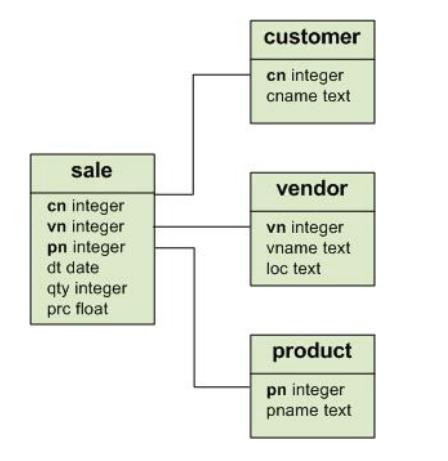 customer
cn integer
cname text
sale
cn integer
vn integer
pn integer
dt date
qty integer
prc float
vendor
vn integer
vname text
loc text
product
pn integer
pname text